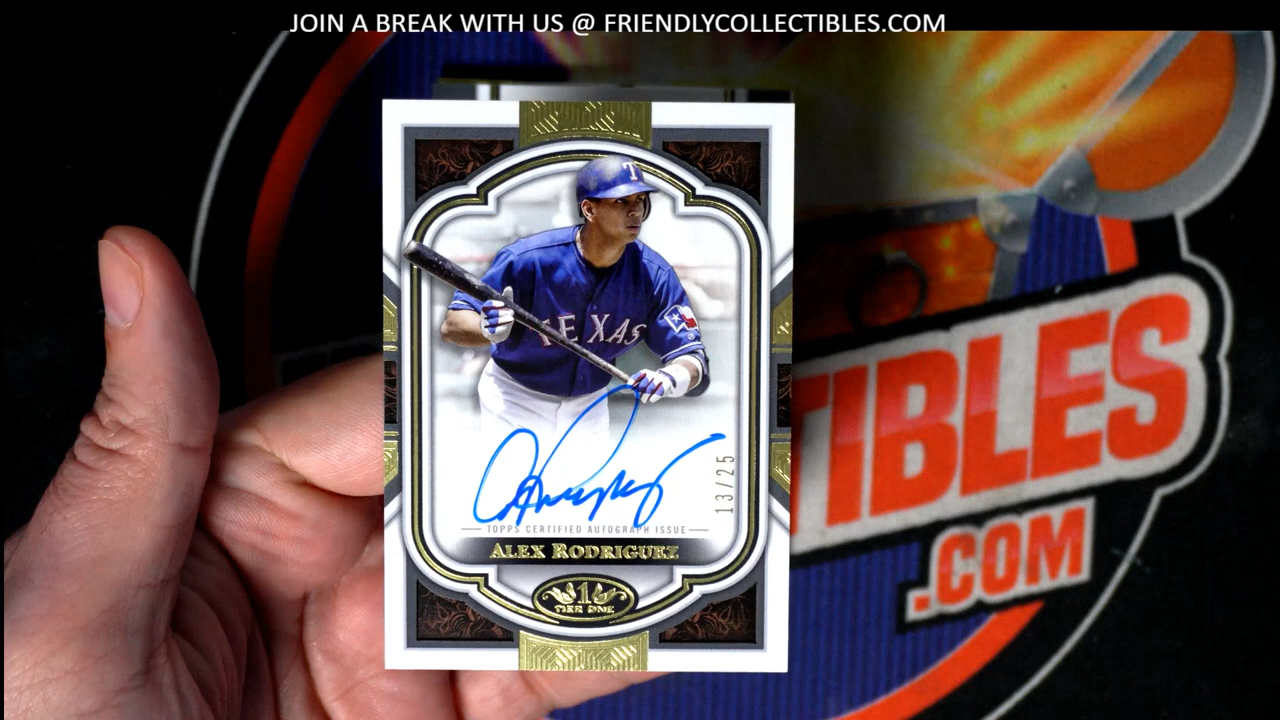 JOIN A BREAK WITH US @ FRIENDLYCOLLECTIBLES.COM
T
TEXAS
13/25
TOPPS CERTIFIED AUTOGRAPH ISSUE
ALEX RODRIGUEZ
1
TIER ONE
TIBLES
.COM